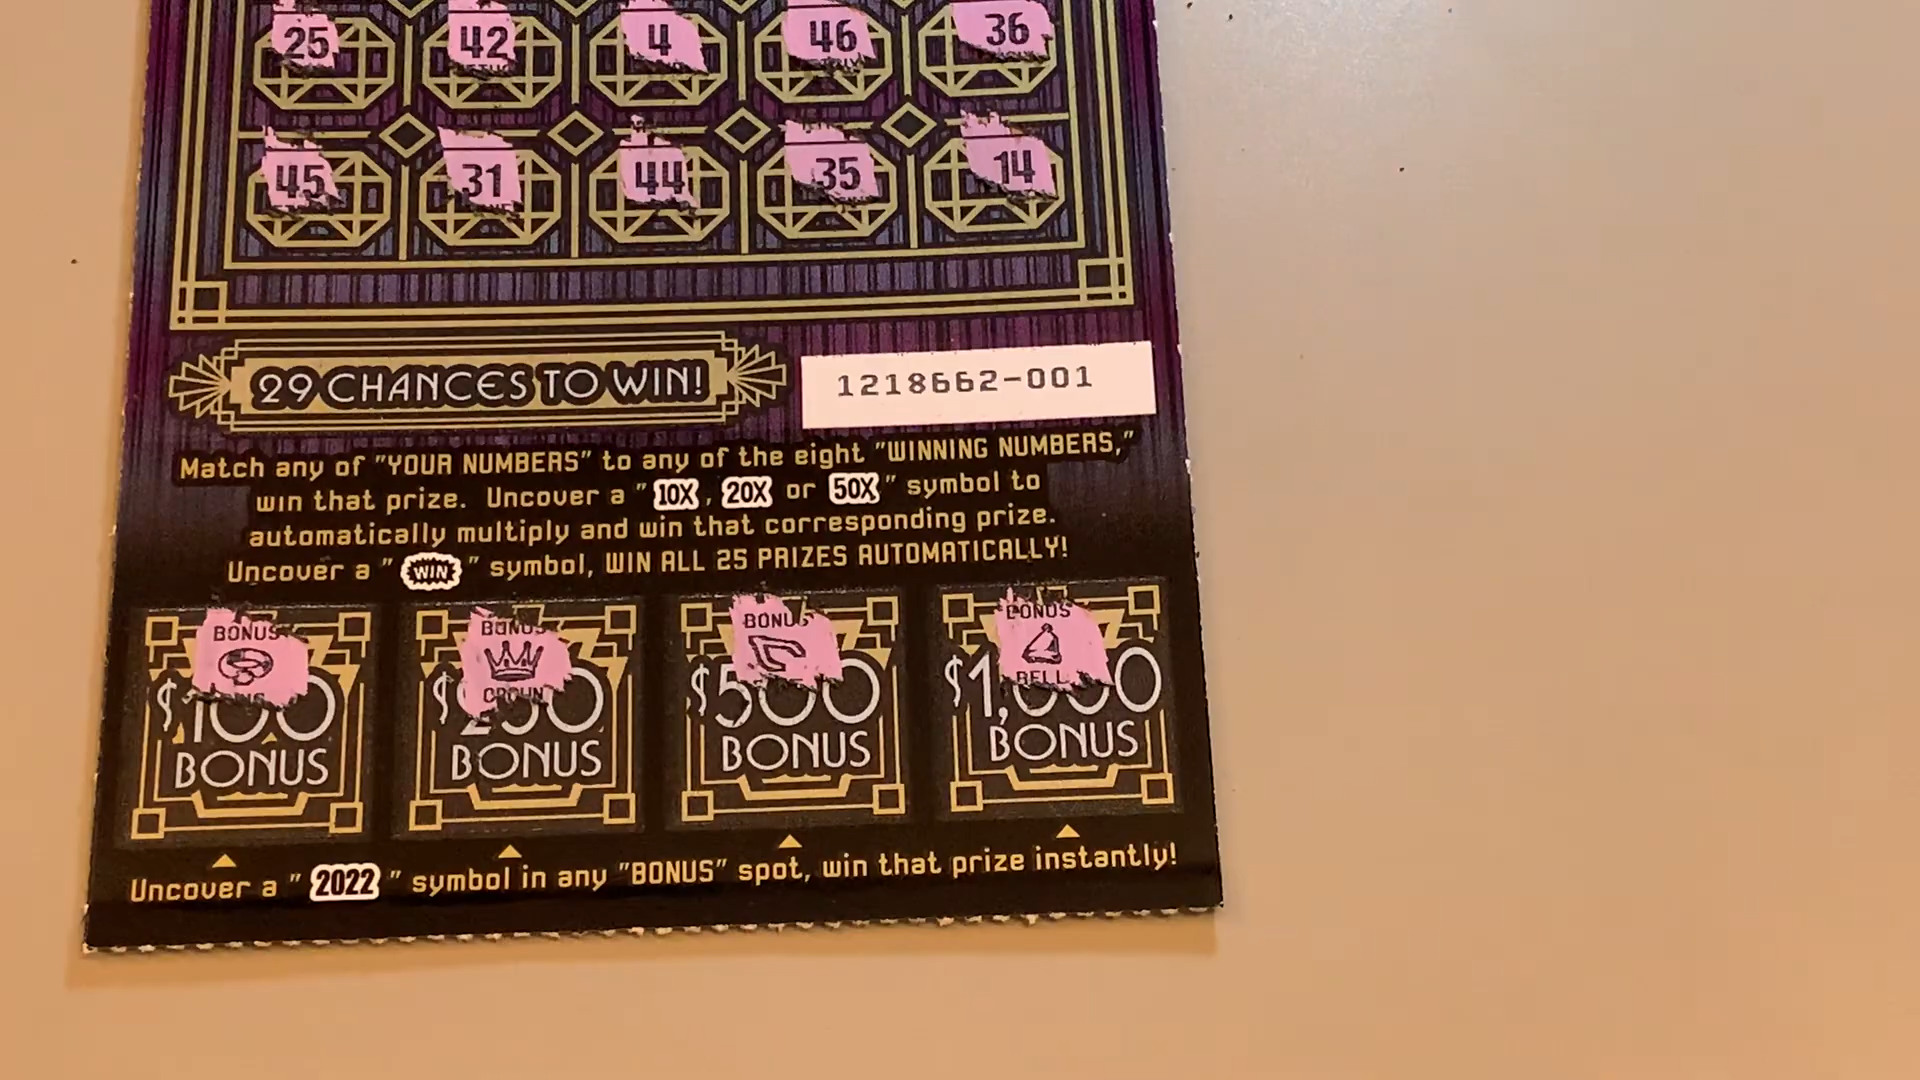 25 42 4 46 36
45 31 44 35 14
29 CHANCES TO WIN!
1218662-001
Match any of "YOUR NUMBERS" to any of the eight "WINNING NUMBERS,"
win that prize. Uncover a "10X, 20X or 50X" symbol to
automatically multiply and win that corresponding prize.
Uncover a "WIN" symbol, WIN ALL 25 PRIZES AUTOMATICALLY!
BONUS BONUS BONUS BONUS
CROWN BELL
$100 $500 $1,000
BONUS BONUS BONUS BONUS
Uncover a "2022" symbol in any "BONUS" spot, win that prize instantly!